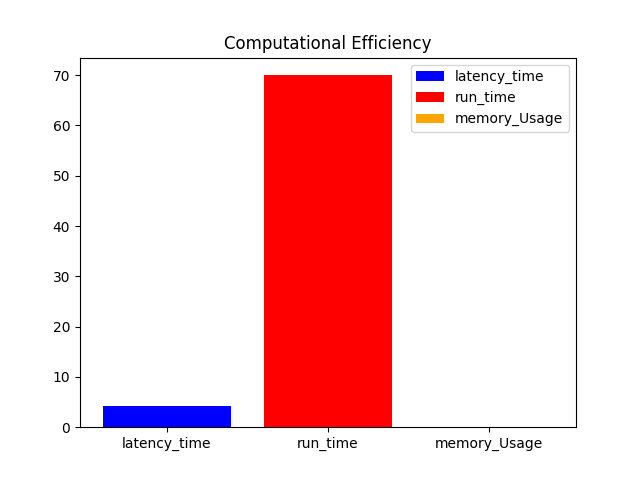 Computational Efficiency
latency_time
run_time
memory_Usage
70
60
50
40
30
20
10
0
latency_time run_time memory_Usage